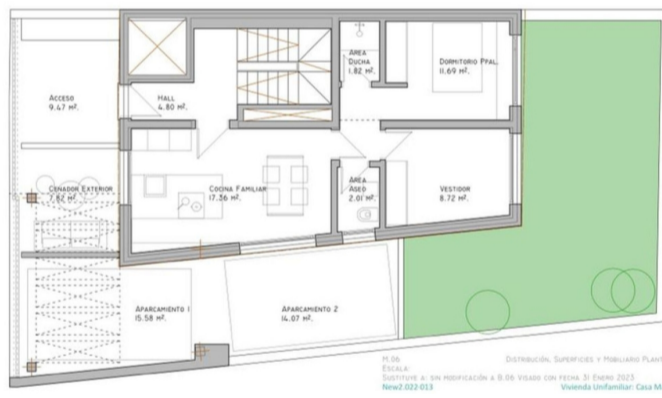 Acceso
9.47 m².
Hall
4.80 m².
Area
Ducha
1.82 m².
Dormitorio Ppal.
11.69 m².
Cenador Exterior
7.82 m².
Cocina Familiar
17.36 m².
Area
Aseo
2.01 m².
Vestidor
8.72 m².
Aparcamiento 1
15.58 m².
Aparcamiento 2
14.07 m².
M.06
Distribución, Superficies y Mobiliario Plant
Escala:
Sustituye a: sin modificación a B.06 Visado con fecha 31 Enero 2023
New2.022·013
Vivienda Unifamiliar: Casa M